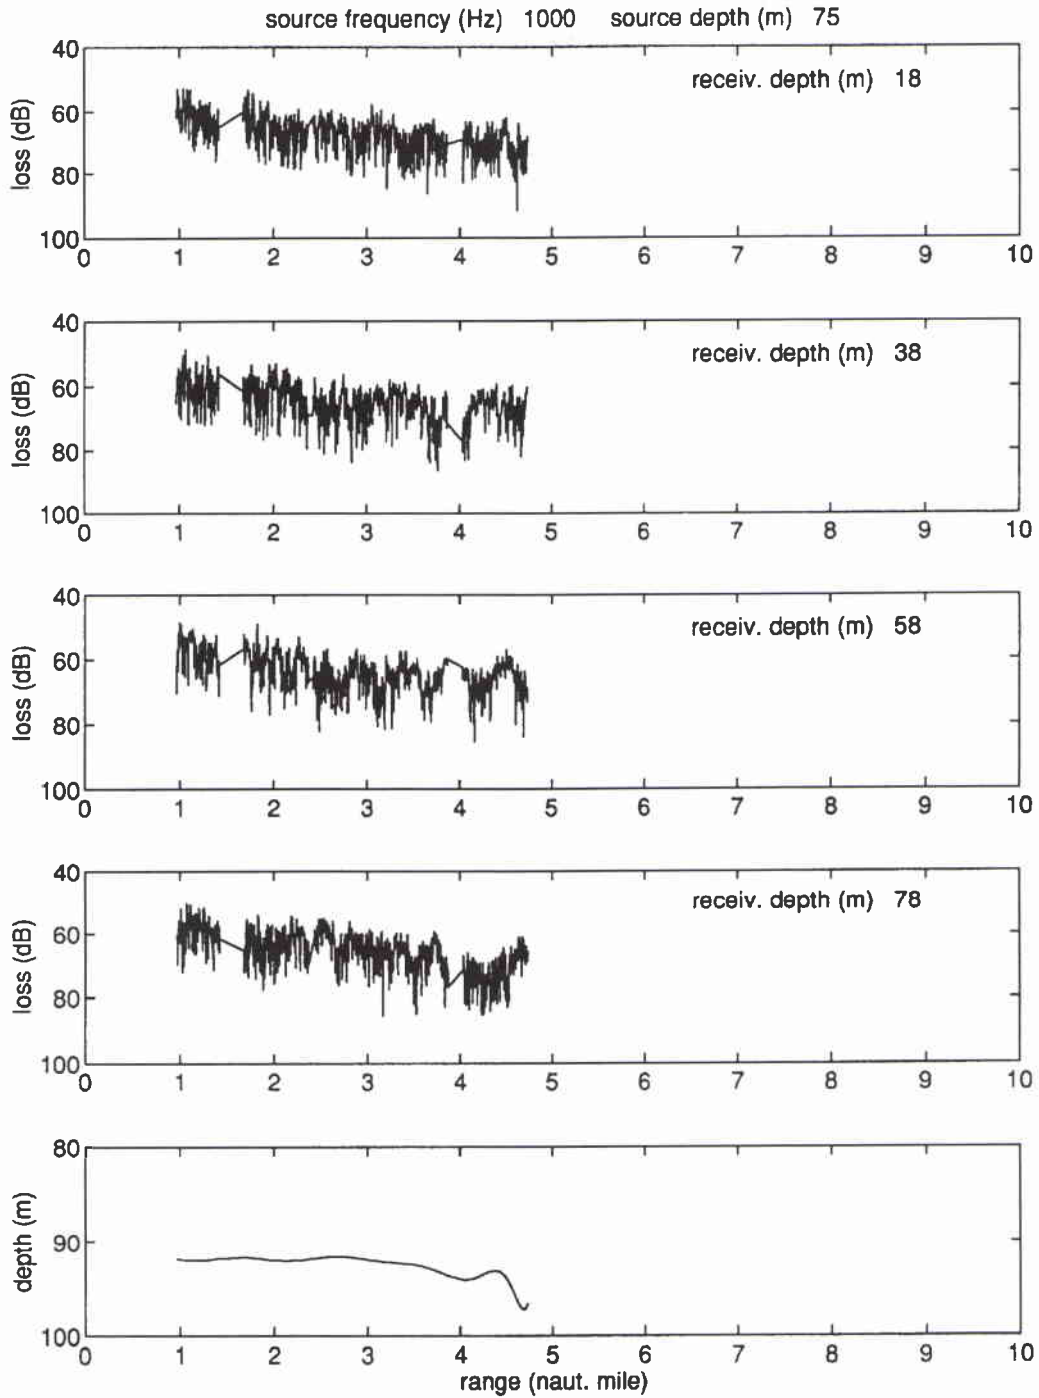 source frequency (Hz) 1000 source depth (m) 75
40
60
80
100
loss (dB)
receiv. depth (m) 18
0 1 2 3 4 5 6 7 8 9 10
40
60
80
100
loss (dB)
receiv. depth (m) 38
0 1 2 3 4 5 6 7 8 9 10
40
60
80
100
loss (dB)
receiv. depth (m) 58
0 1 2 3 4 5 6 7 8 9 10
40
60
80
100
loss (dB)
receiv. depth (m) 78
0 1 2 3 4 5 6 7 8 9 10
80
90
100
depth (m)
0 1 2 3 4 5 6 7 8 9 10
range (naut. mile)